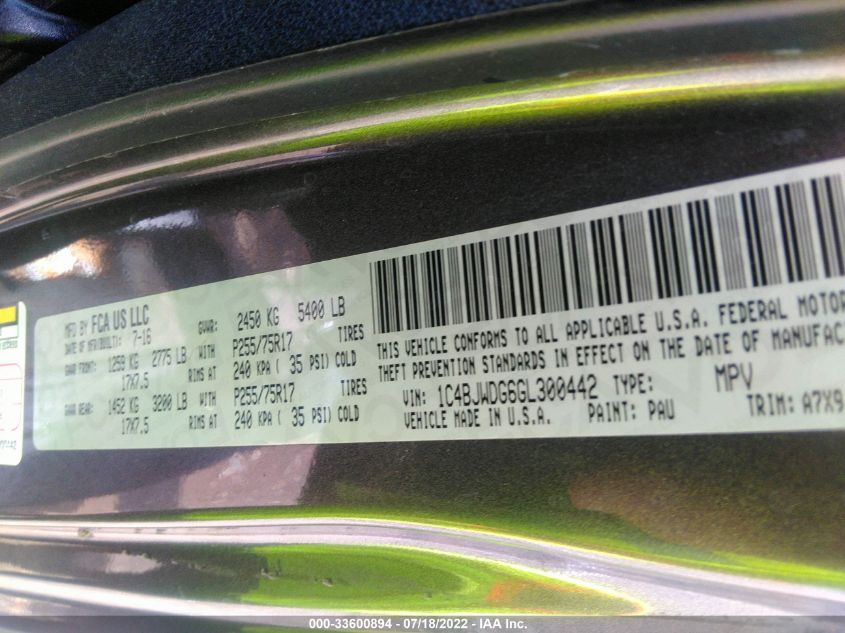 MFD BY FCA US LLC
DATE OF MFR/BUILT: 7-16
GVWR: 2450 KG 5400 LB
GAWR FRONT: 1259 KG 2775 LB WITH P255/75R17 TIRES
17X7.5 RIMS AT 240 KPA ( 35 PSI) COLD
GAWR REAR: 1452 KG 3200 LB WITH P255/75R17 TIRES
17X7.5 RIMS AT 240 KPA ( 35 PSI) COLD
THIS VEHICLE CONFORMS TO ALL APPLICABLE U.S.A. FEDERAL MOTOR
THEFT PREVENTION STANDARDS IN EFFECT ON THE DATE OF MANUFAC
VIN: 1C4BJWDG6GL300442 TYPE: MPV
VEHICLE MADE IN U.S.A. PAINT: PAU TRIM: A7X9
000-33600894 - 07/18/2022 - IAA Inc.